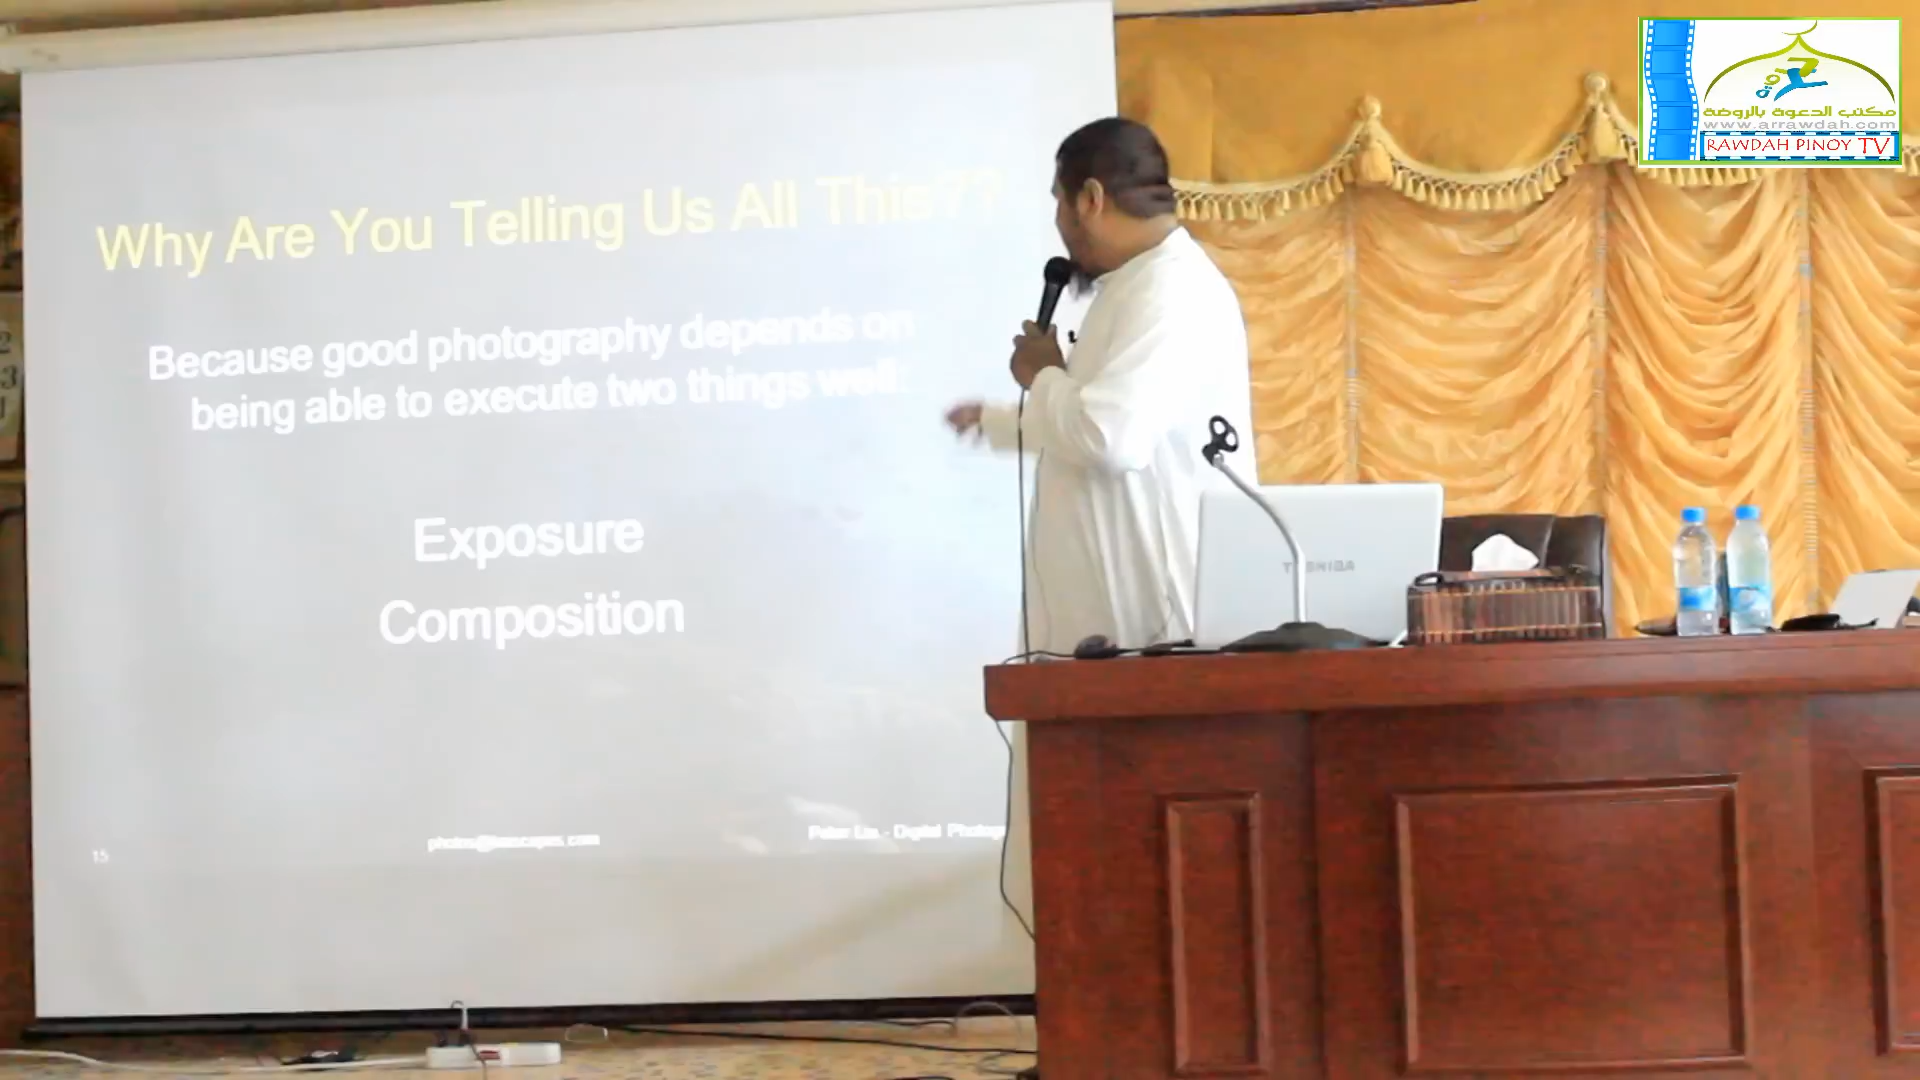 Why Are You Telling Us All This??
Because good photography depends on
being able to execute two things well:
Exposure
Composition
15
TOSHIBA
مكتب الدعوة بالروضة
www.arrawdah.com
RAWDAH PINOY TV